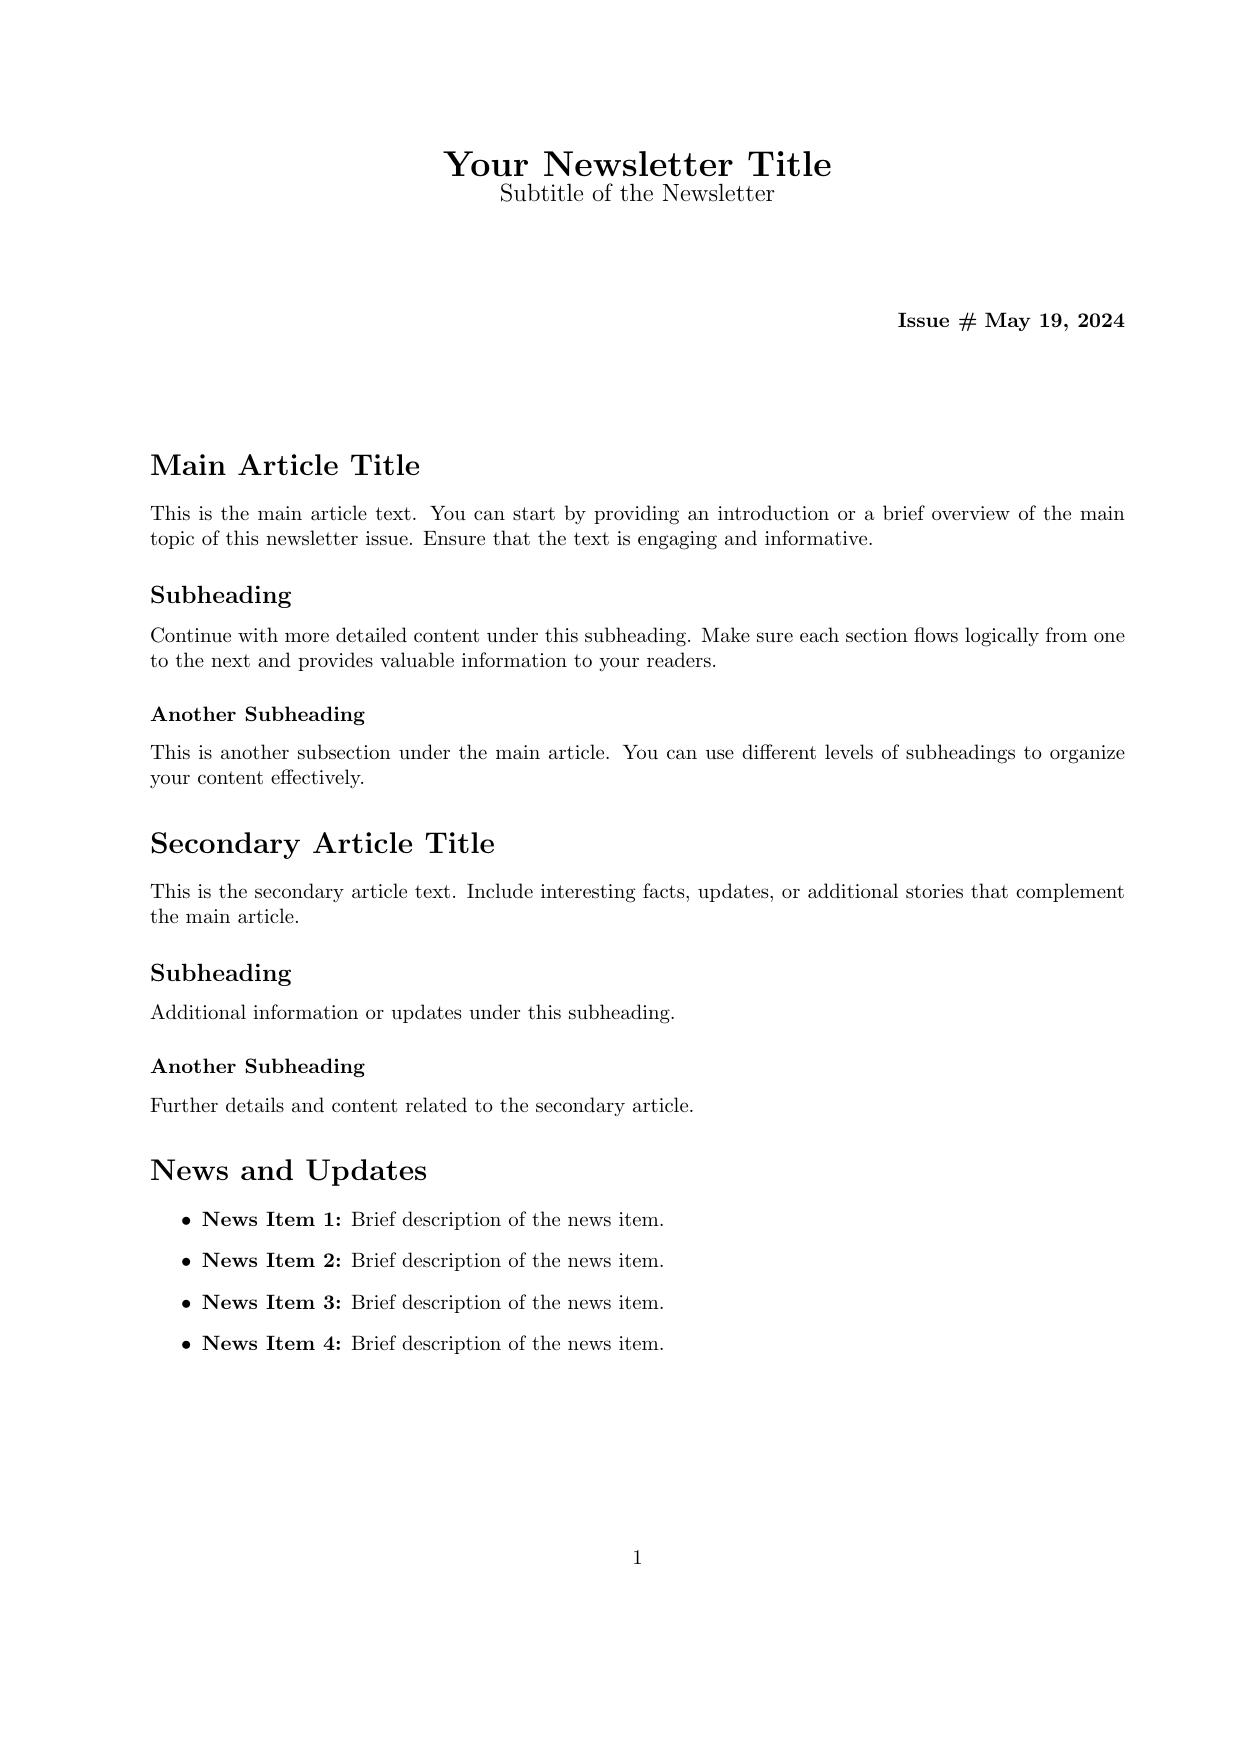 Your Newsletter Title
Subtitle of the Newsletter
Issue # May 19, 2024
Main Article Title
This is the main article text. You can start by providing an introduction or a brief overview of the main
topic of this newsletter issue. Ensure that the text is engaging and informative.
Subheading
Continue with more detailed content under this subheading. Make sure each section flows logically from one
to the next and provides valuable information to your readers.
Another Subheading
This is another subsection under the main article. You can use different levels of subheadings to organize
your content effectively.
Secondary Article Title
This is the secondary article text. Include interesting facts, updates, or additional stories that complement
the main article.
Subheading
Additional information or updates under this subheading.
Another Subheading
Further details and content related to the secondary article.
News and Updates
• News Item 1: Brief description of the news item.
• News Item 2: Brief description of the news item.
• News Item 3: Brief description of the news item.
• News Item 4: Brief description of the news item.
1